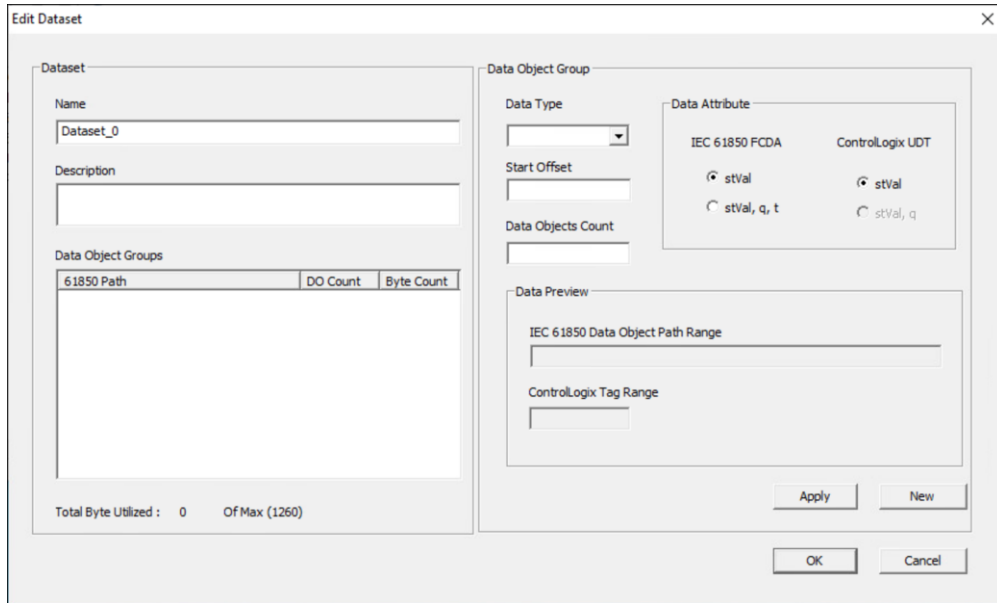 Edit Dataset
Dataset
Name
Dataset_0
Description
Data Object Groups
61850 Path DO Count Byte Count
Total Byte Utilized : 0 Of Max (1260)
Data Object Group
Data Type
Start Offset
Data Objects Count
Data Attribute
IEC 61850 FCDA ControlLogix UDT
stVal stVal
stVal, q, t stVal, q
Data Preview
IEC 61850 Data Object Path Range
ControlLogix Tag Range
Apply New
OK Cancel